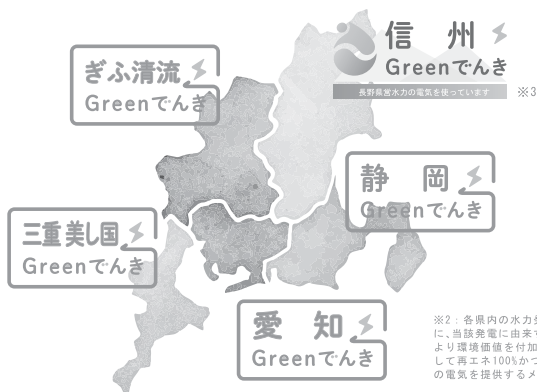 信州
Greenでんき
長野県営水力の電気を使っています
※3
ぎふ清流
Greenでんき
静岡
Greenでんき
三重美し国
Greenでんき
愛知
Greenでんき
※2：各県内の水力
に、当該発電に由来す
より環境価値を付加
して再エネ100%かつ
の電気を提供するメ